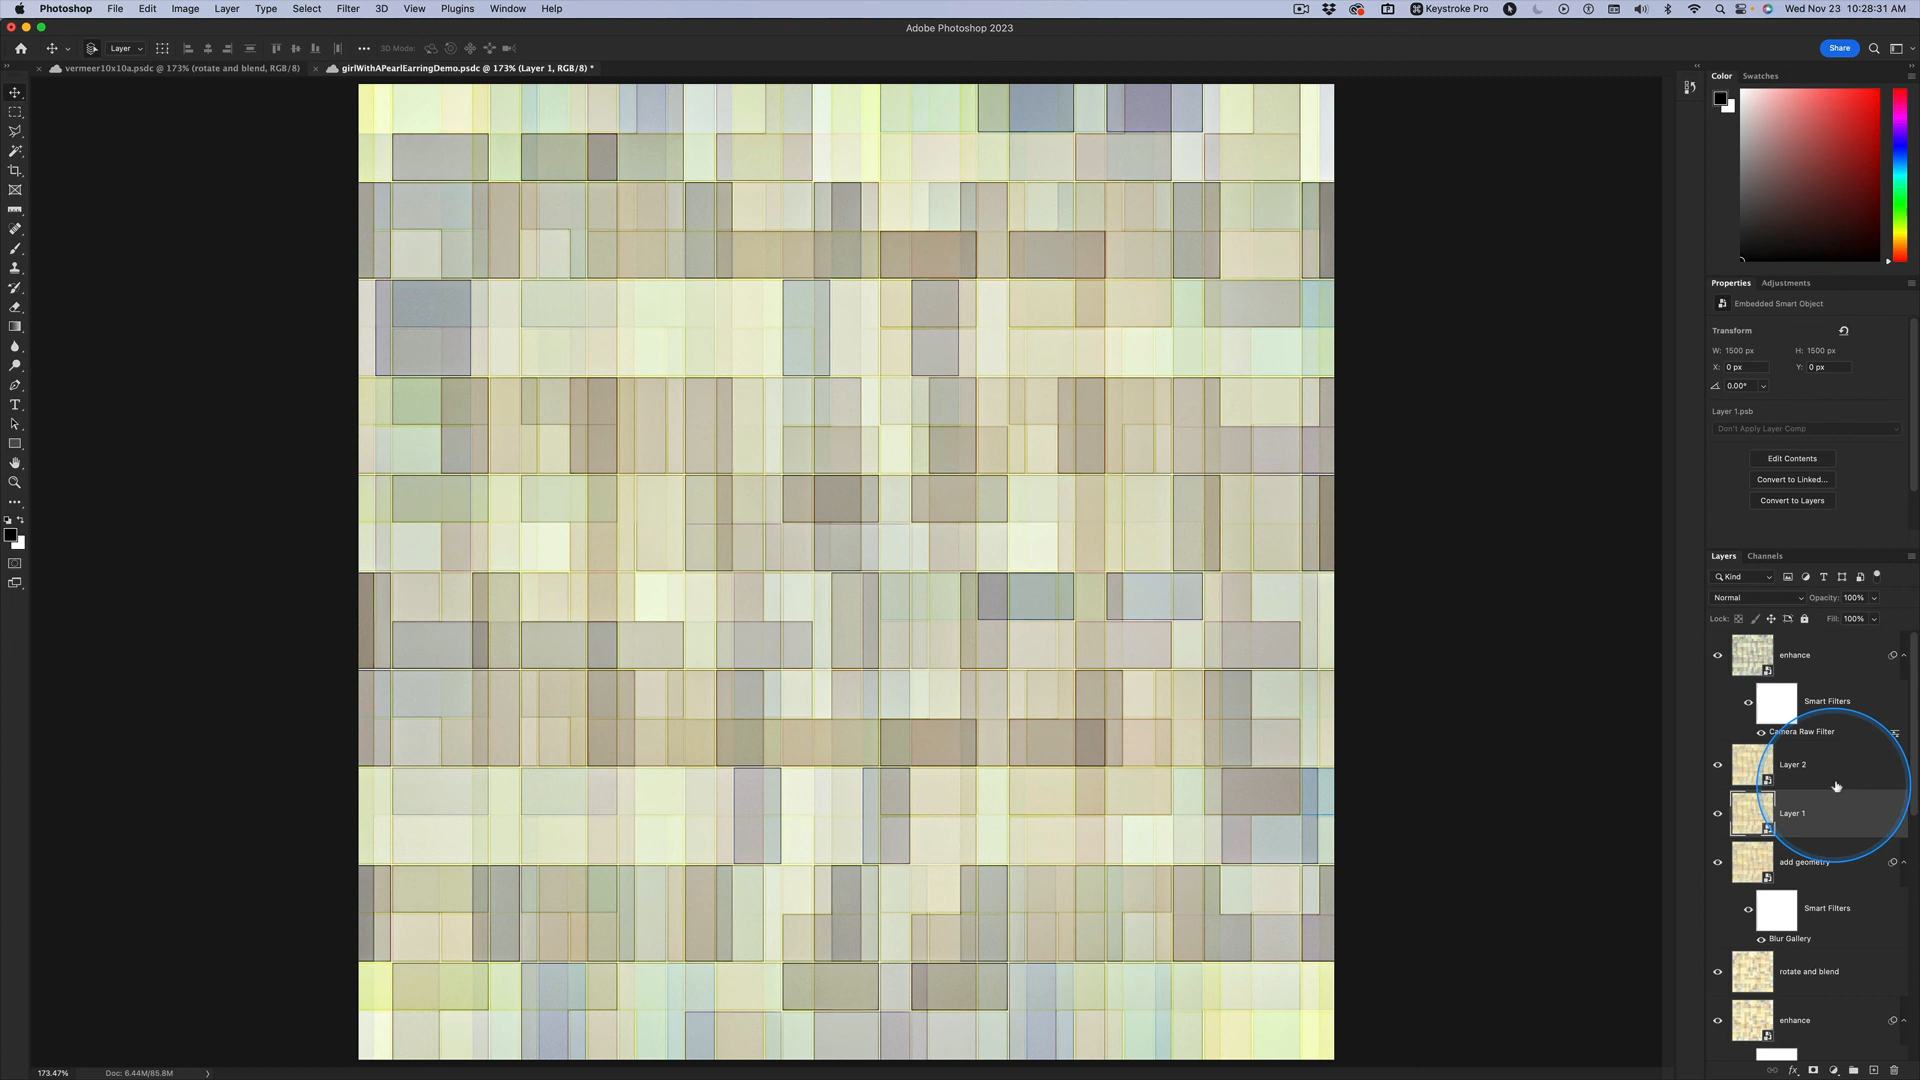 Photoshop File Edit Image Layer Type Select Filter 3D View Plugins Window Help Keystroke Pro Wed Nov 23 10:28:31 AM
Adobe Photoshop 2023
Layer 3D Mode: Share
vermeer10x10a.psdc @ 173% (rotate and blend, RGB/8) girlWithAPearlEarringDemo.psdc @ 173% (Layer 1, RGB/8) *
Color Swatches
Properties Adjustments
Embedded Smart Object
Transform
W: 1500 px H: 1500 px
X: 0 px Y: 0 px
0.00°
Layer 1.psb
Don't Apply Layer Comp
Edit Contents
Convert to Linked...
Convert to Layers
Layers Channels
Kind
Normal Opacity: 100%
Lock: Fill: 100%
enhance
Smart Filters
Camera Raw Filter
Layer 2
Layer 1
add geometry
Smart Filters
Blur Gallery
rotate and blend
enhance
173.47% Doc: 6.44M/85.8M